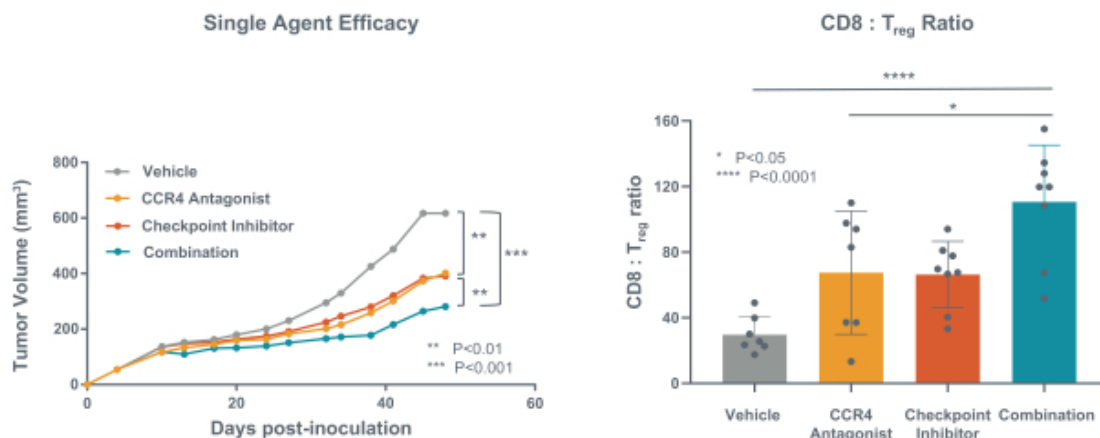 Single Agent Efficacy
800
600
400
200
0
Tumor Volume (mm³)
Vehicle
CCR4 Antagonist
Checkpoint Inhibitor
Combination
**
***
**
** P<0.01
*** P<0.001
0 20 40 60
Days post-inoculation
CD8 : Treg Ratio
****
*
160
120
80
40
0
CD8 : Treg ratio
* P<0.05
**** P<0.0001
Vehicle
CCR4
Antagonist
Checkpoint
Inhibitor
Combination